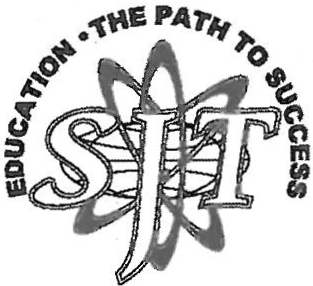 EDUCATION • THE PATH TO SUCCESS
SJT